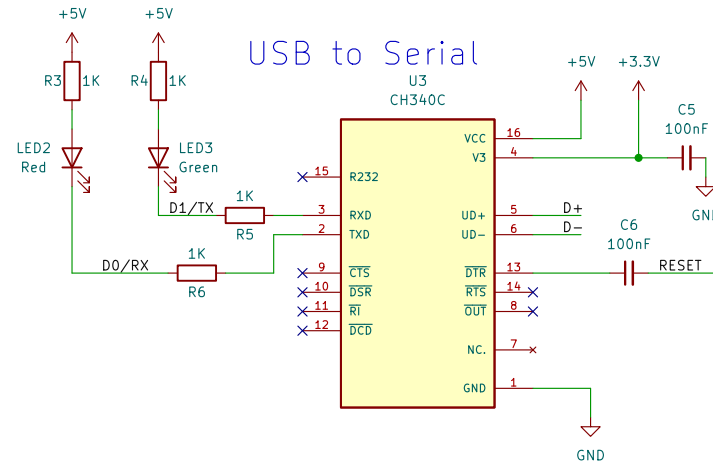 +5V
+5V
USB to Serial
R3
1K
R4
1K
U3
CH340C
+5V
+3.3V
C5
100nF
GND
LED2
Red
LED3
Green
VCC
16
V3
4
15
R232
D1/TX
1K
R5
3
RXD
UD+
5
D+
2
TXD
UD-
6
D-
D0/RX
1K
R6
9
CTS
DTR
13
C6
100nF
RESET
10
DSR
RTS
14
11
RI
OUT
8
12
DCD
NC.
7
GND
1
GND